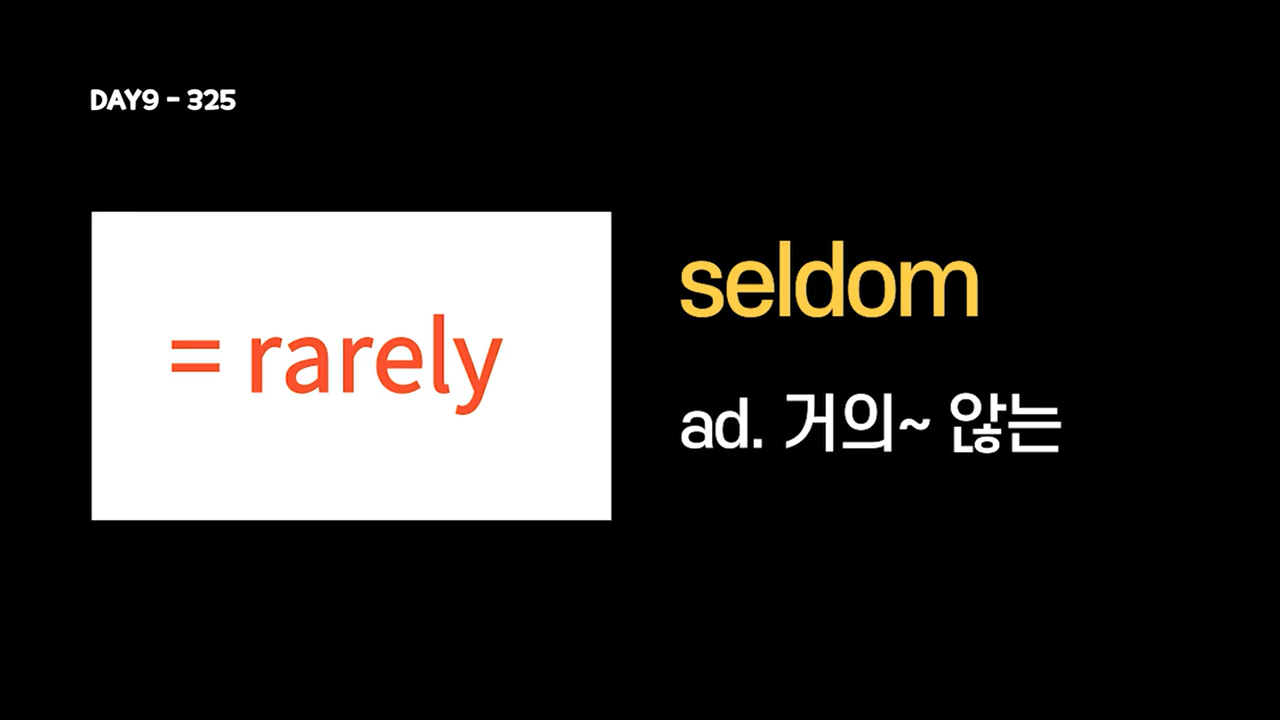 DAY9 - 325
= rarely
seldom
ad. 거의~ 않는